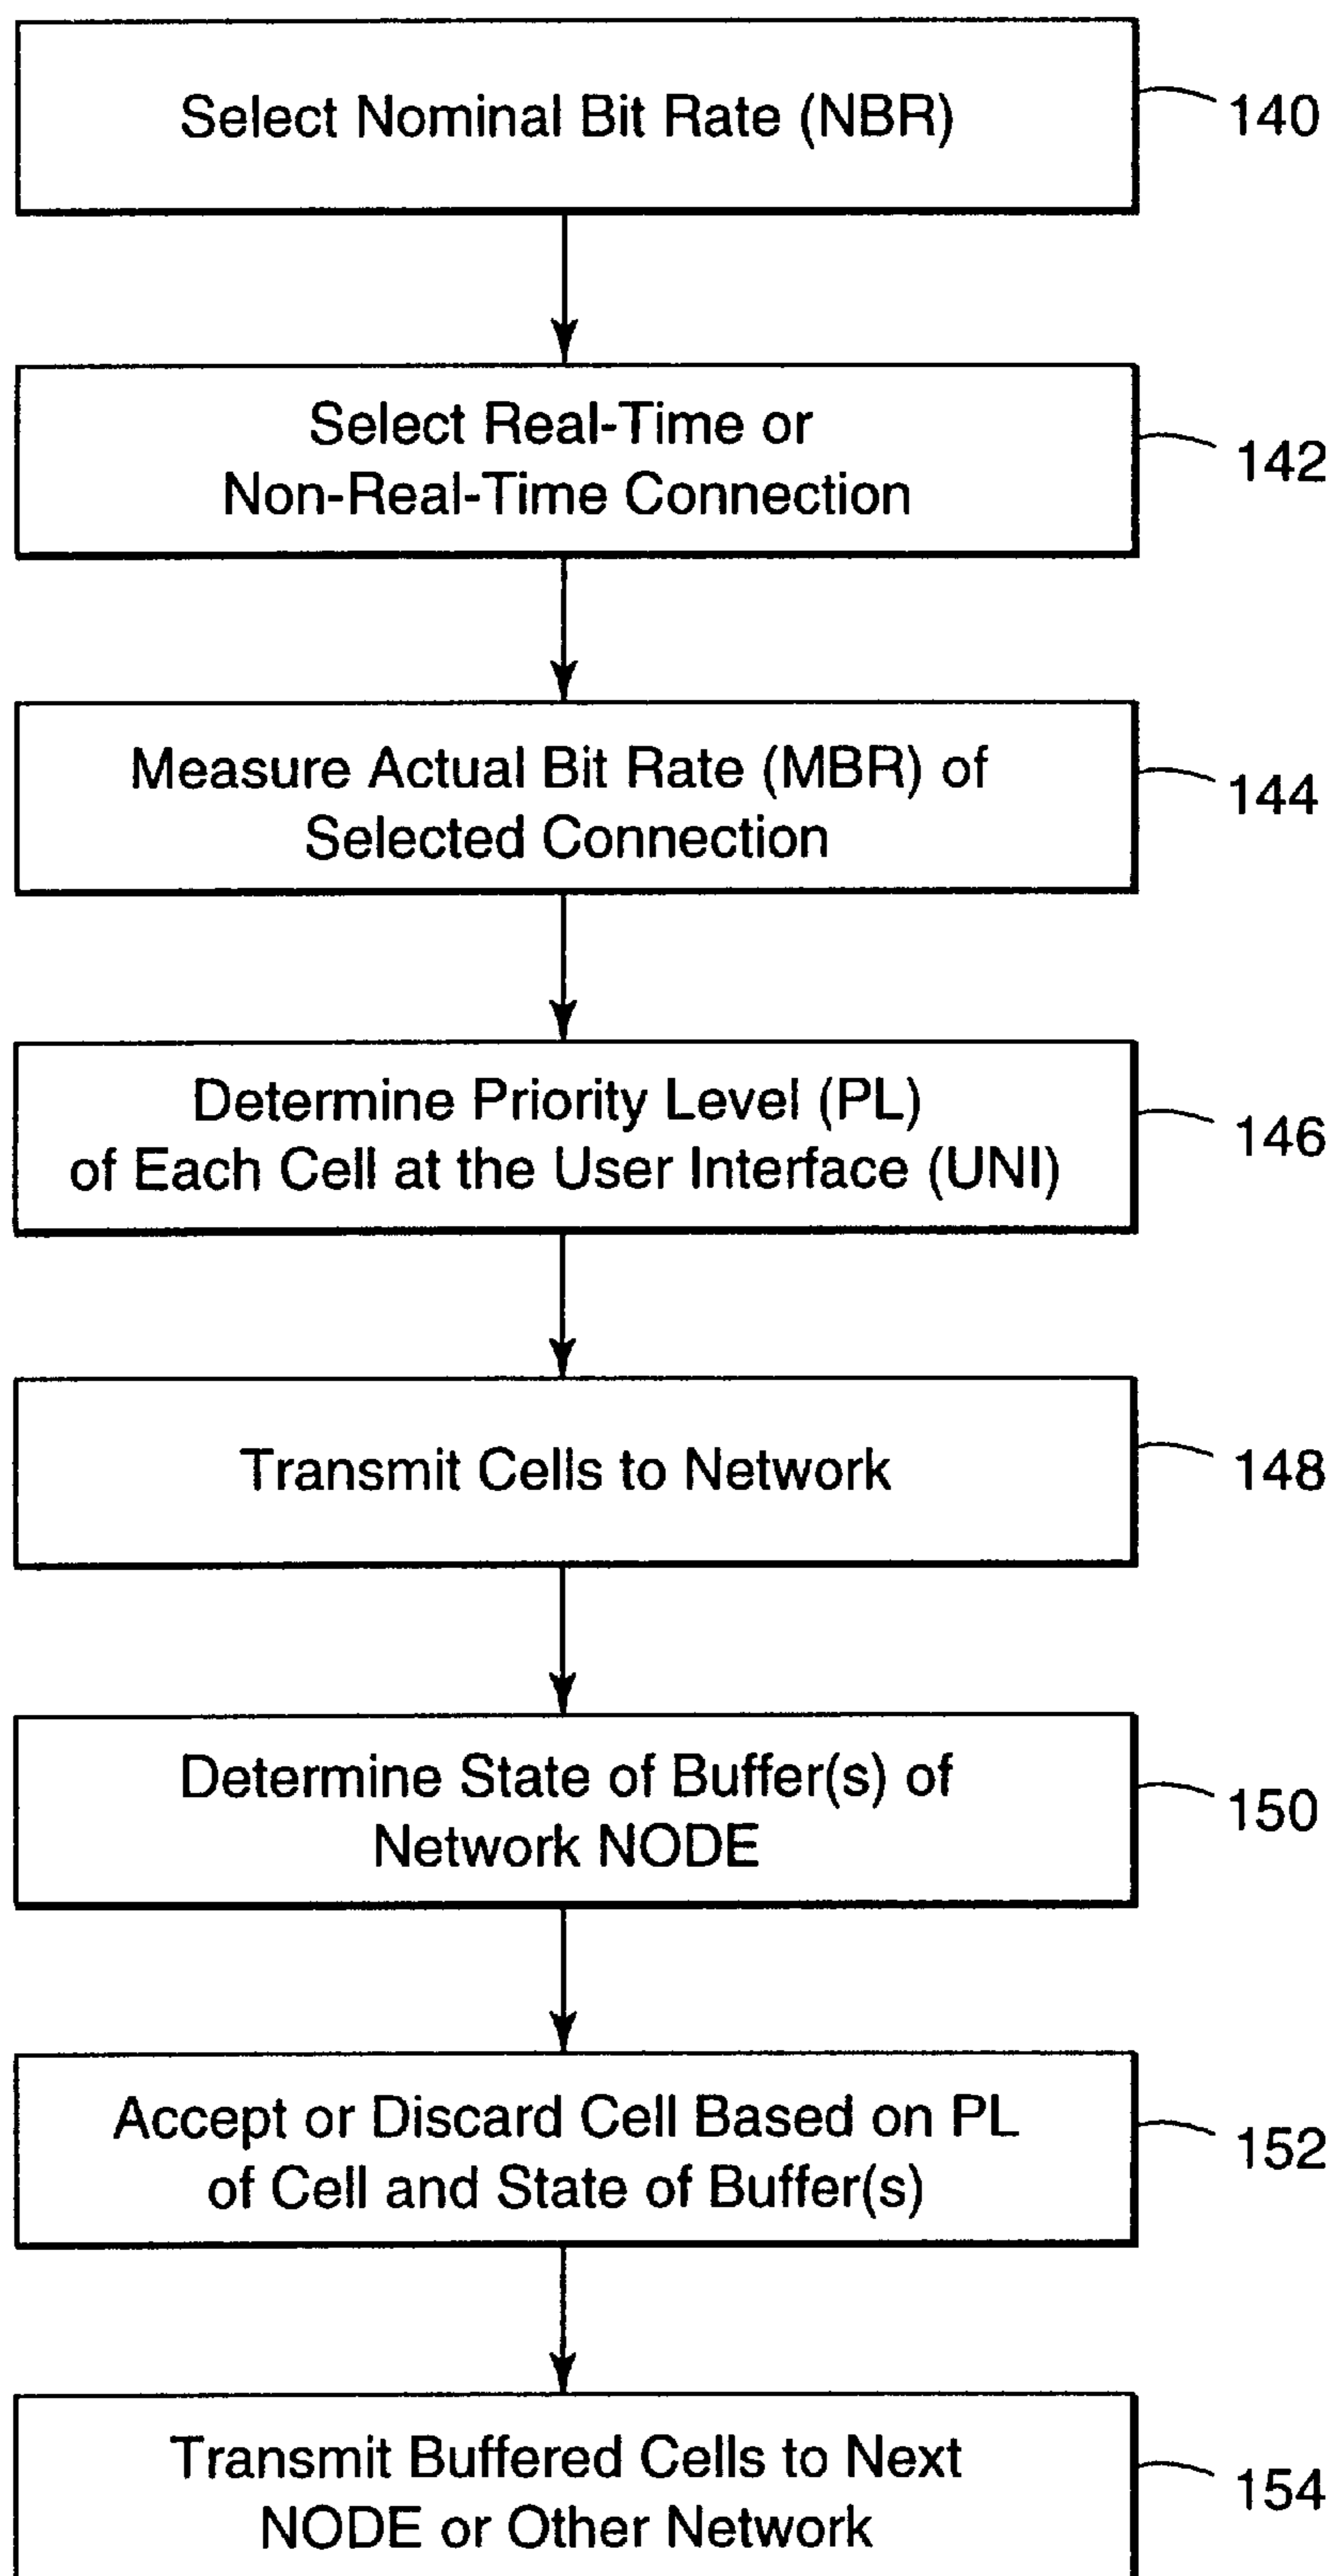 Select Nominal Bit Rate (NBR)
140
Select Real-Time or
Non-Real-Time Connection
142
Measure Actual Bit Rate (MBR) of
Selected Connection
144
Determine Priority Level (PL)
of Each Cell at the User Interface (UNI)
146
Transmit Cells to Network
148
Determine State of Buffer(s) of
Network NODE
150
Accept or Discard Cell Based on PL
of Cell and State of Buffer(s)
152
Transmit Buffered Cells to Next
NODE or Other Network
154